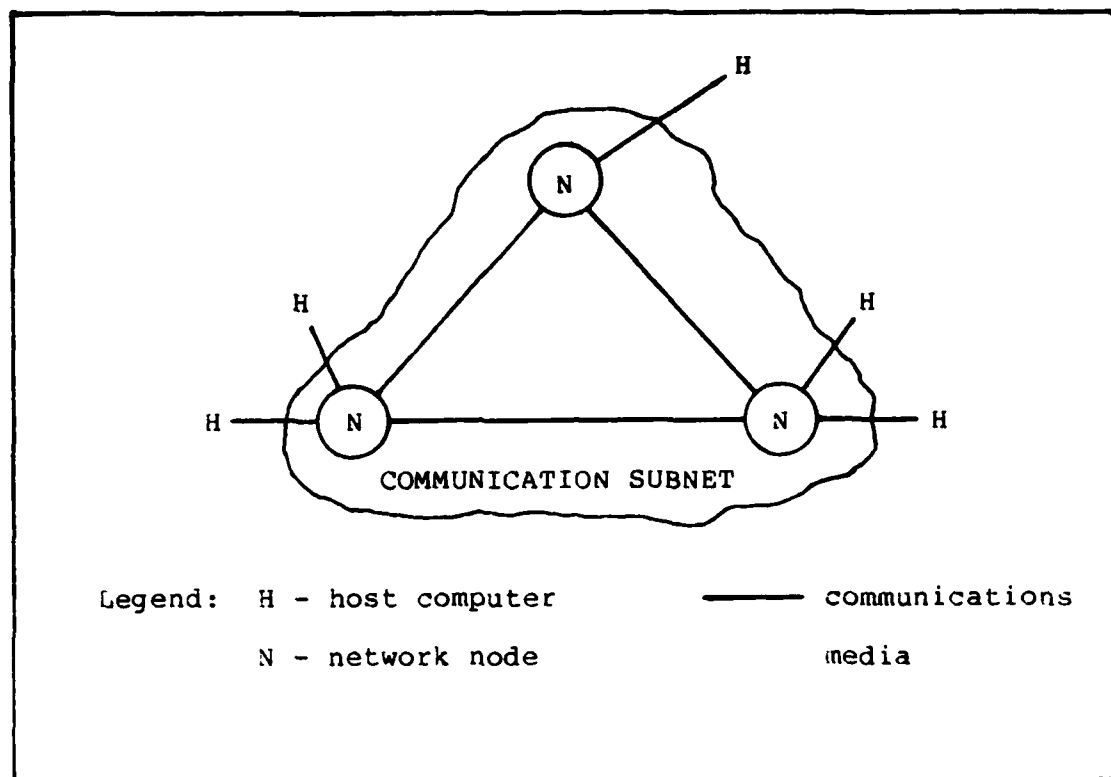 H
N
H
H
H
N
N
H
COMMUNICATION SUBNET
Legend: H - host computer
communications
N - network node
media